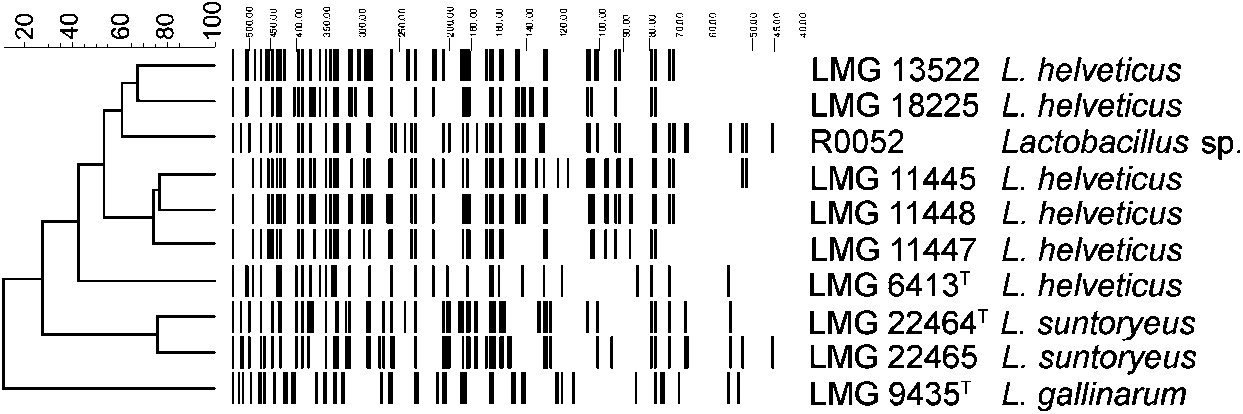 20 40 60 80 100 500.00 450.00 400.00 350.00 300.00 250.00 200.00 180.00 160.00 140.00 120.00 100.00 90.00 80.00 70.00 60.00 50.00 45.00 40.00
LMG 13522 L. helveticus
LMG 18225 L. helveticus
R0052 Lactobacillus sp.
LMG 11445 L. helveticus
LMG 11448 L. helveticus
LMG 11447 L. helveticus
LMG 6413ᵀ L. helveticus
LMG 22464ᵀ L. suntoryeus
LMG 22465 L. suntoryeus
LMG 9435ᵀ L. gallinarum